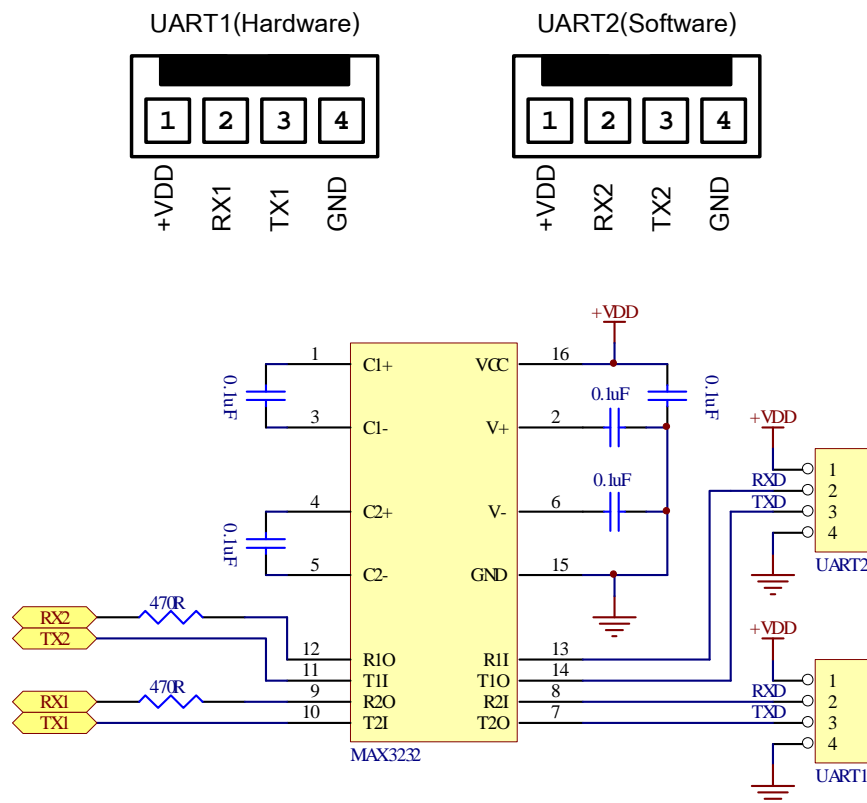 UART1(Hardware) UART2(Software)
1 2 3 4 1 2 3 4
+VDD RX1 TX1 GND +VDD RX2 TX2 GND
+VDD
1 C1+ VCC 16
0.1uF 0.1uF 0.1uF
3 C1- V+ 2
+VDD
4 C2+ V- 6
0.1uF 0.1uF
5 C2- GND 15
1
RXD 2
TXD 3
4
UART2
RX2 470R
TX2
12 R1O R1I 13
11 T1I T1O 14
RX1 470R 9 R2O R2I 8
TX1 10 T2I T2O 7
MAX3232
+VDD
1
RXD 2
TXD 3
4
UART1